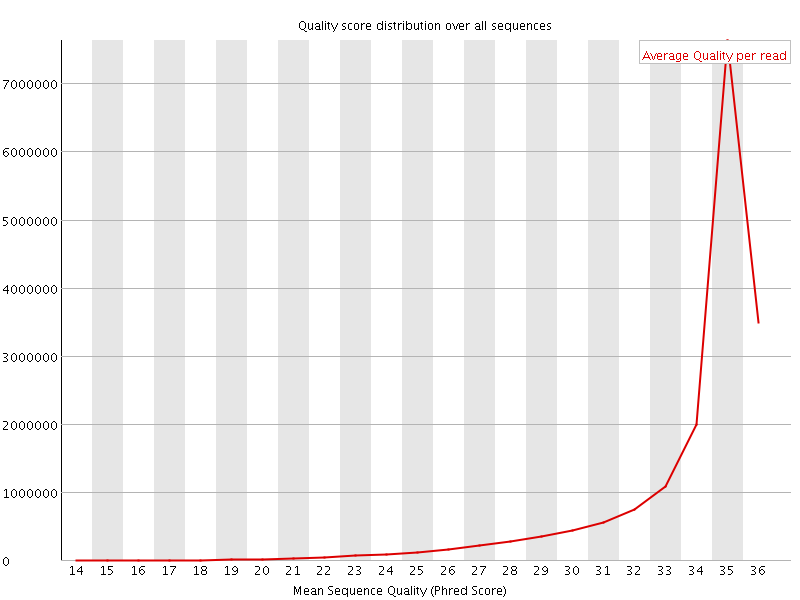 Quality score distribution over all sequences
Average Quality per read
7000000
6000000
5000000
4000000
3000000
2000000
1000000
0
14 15 16 17 18 19 20 21 22 23 24 25 26 27 28 29 30 31 32 33 34 35 36
Mean Sequence Quality (Phred Score)